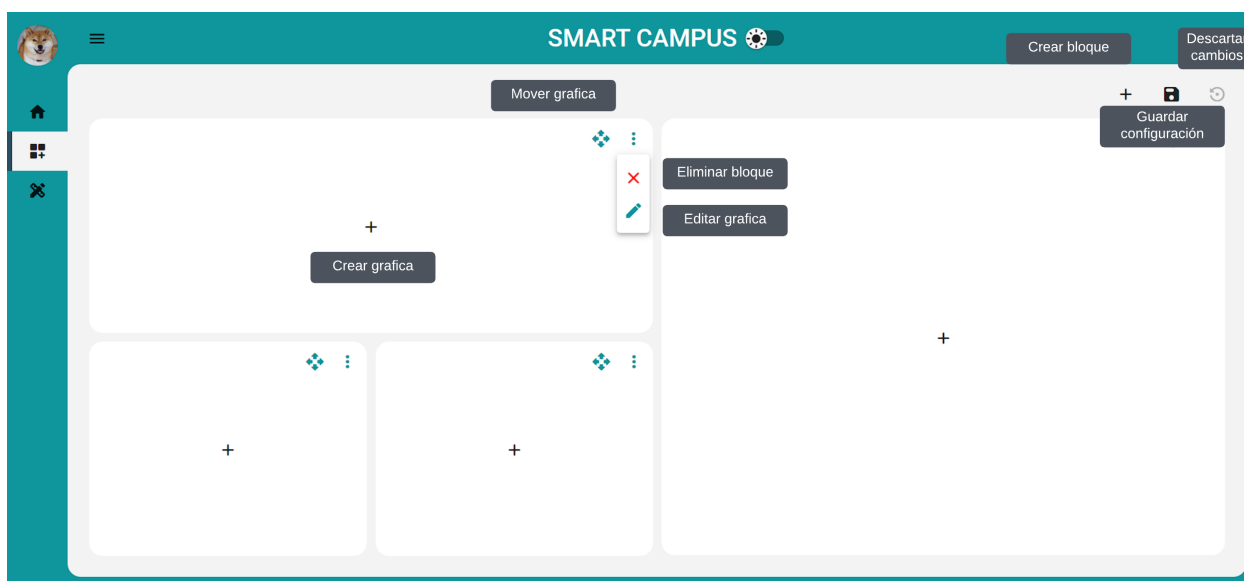 SMART CAMPUS
Crear bloque
Descartar
cambios
Mover grafica
Guardar
configuración
Eliminar bloque
Editar grafica
Crear grafica